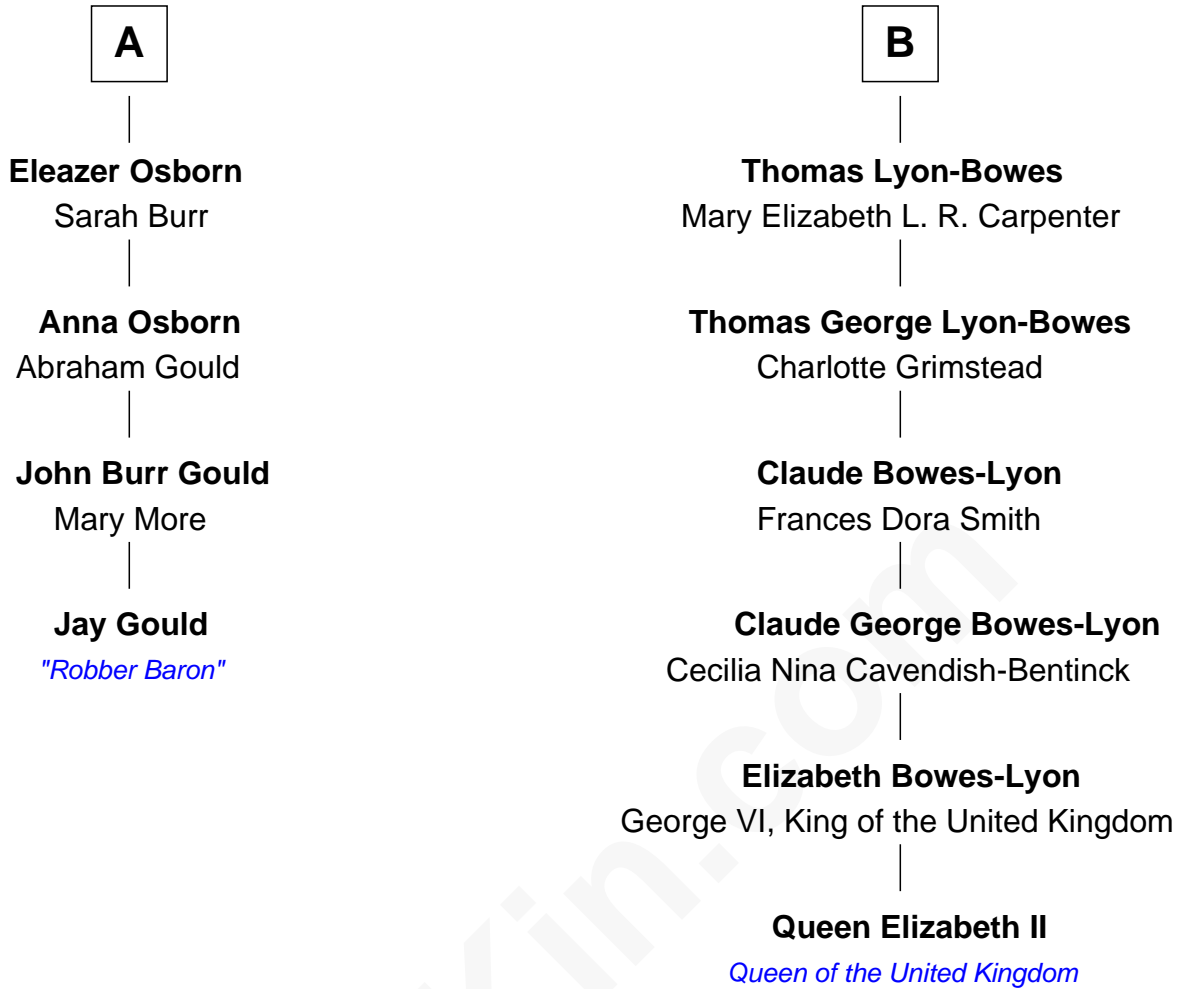 A
Eleazer Osborn
Sarah Burr
Anna Osborn
Abraham Gould
John Burr Gould
Mary More
Jay Gould
"Robber Baron"
B
Thomas Lyon-Bowes
Mary Elizabeth L. R. Carpenter
Thomas George Lyon-Bowes
Charlotte Grimstead
Claude Bowes-Lyon
Frances Dora Smith
Claude George Bowes-Lyon
Cecilia Nina Cavendish-Bentinck
Elizabeth Bowes-Lyon
George VI, King of the United Kingdom
Queen Elizabeth II
Queen of the United Kingdom
Kin.com